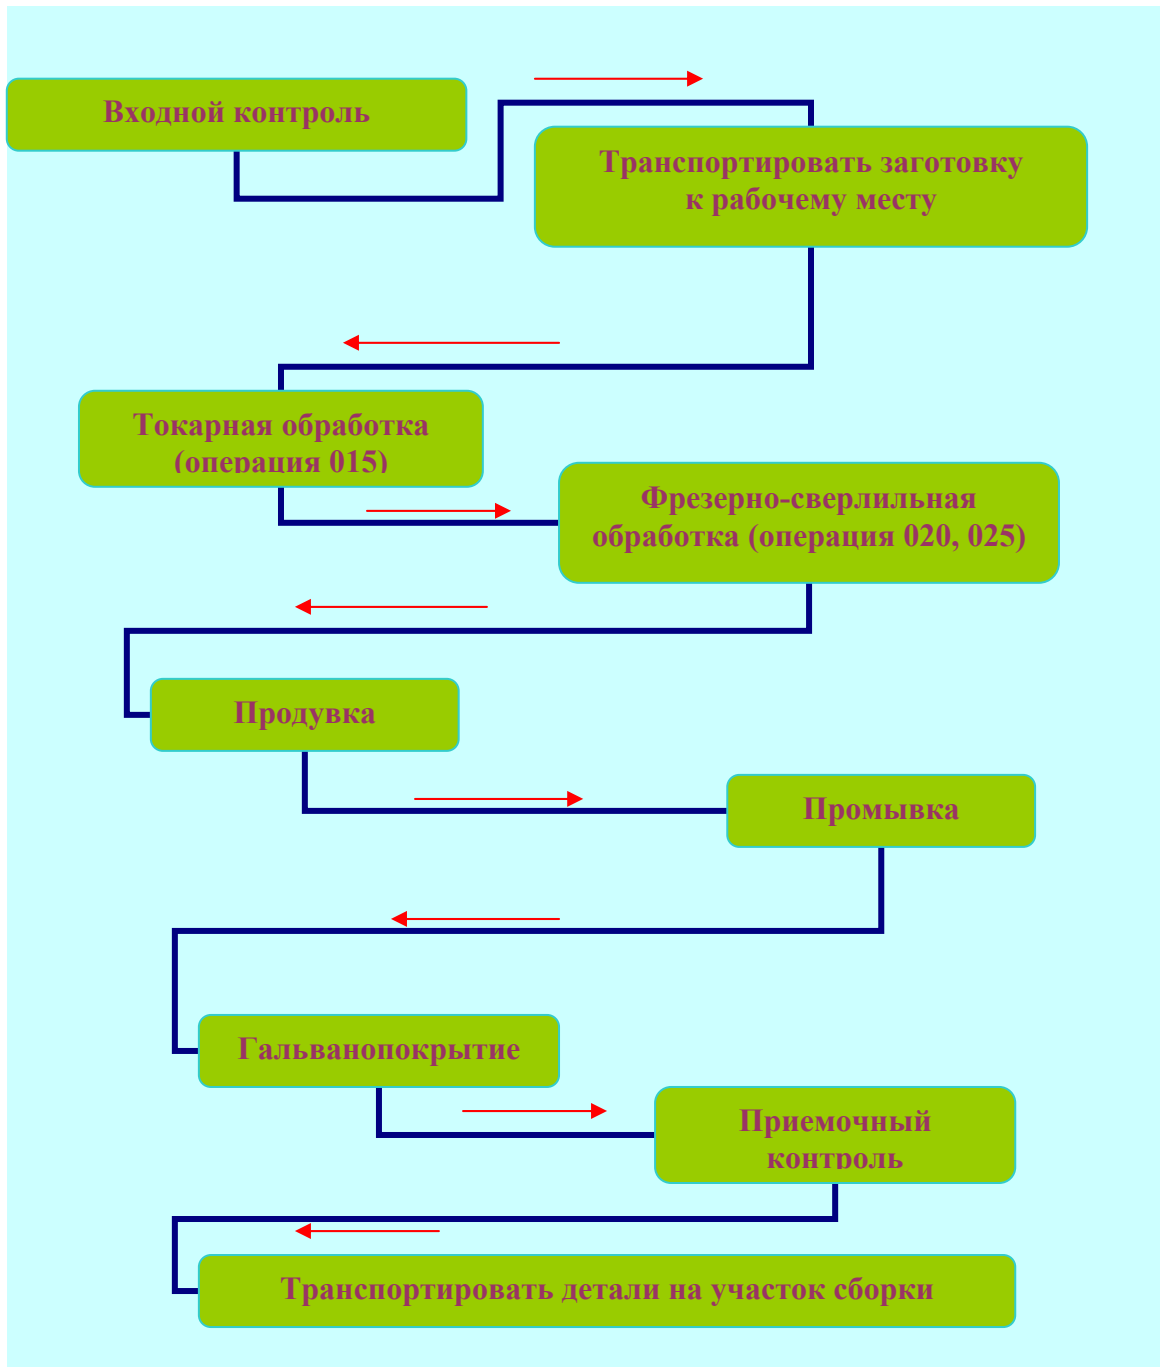 Входной контроль
Транспортировать заготовку
к рабочему месту
Токарная обработка
(операция 015)
Фрезерно-сверлильная
обработка (операция 020, 025)
Продувка
Промывка
Гальванопокрытие
Приемочный
контроль
Транспортировать детали на участок сборки